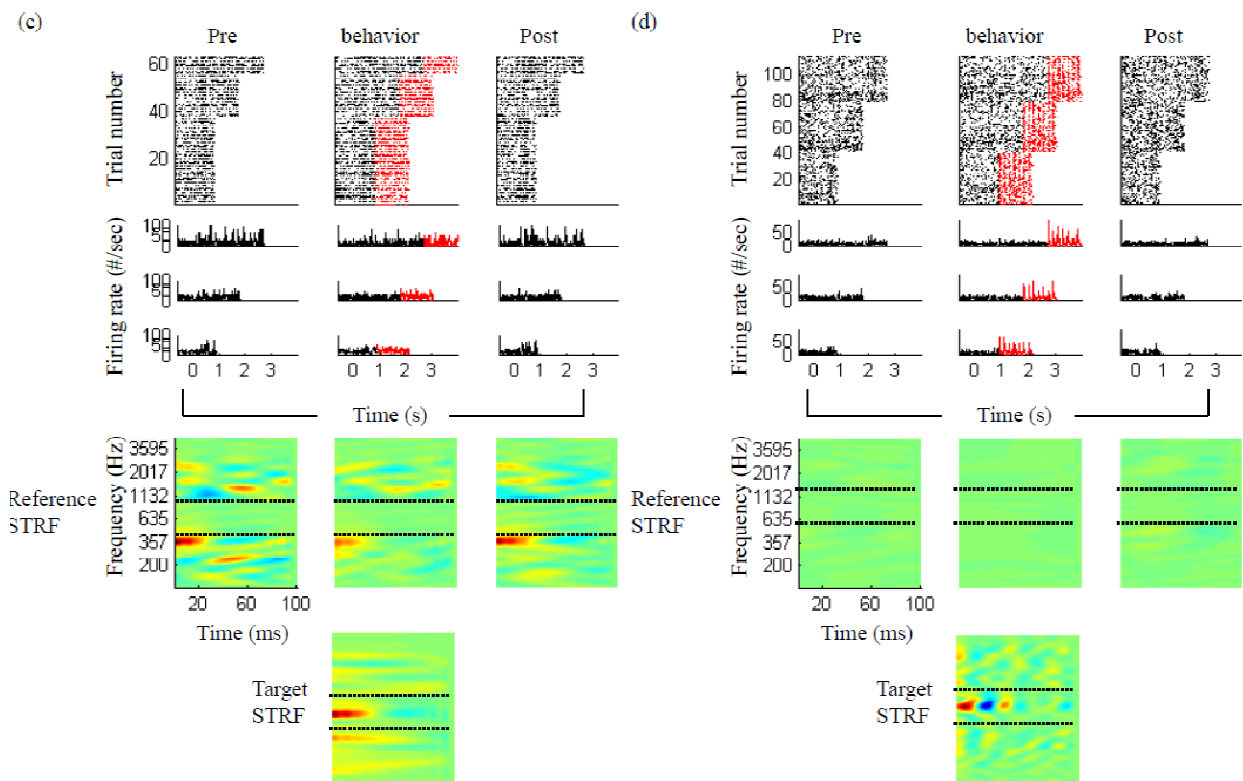 (c)
Pre behavior Post
Trial number
60
40
20
Firing rate (#/sec)
100
50
0
100
50
0
100
50
0
0 1 2 3 0 1 2 3 0 1 2 3
Time (s)
Reference
STRF
Frequency (Hz)
3595
2017
1132
635
357
200
20 60 100
Time (ms)
Target
STRF
(d)
Pre behavior Post
Trial number
100
80
60
40
20
Firing rate (#/sec)
50
0
50
0
50
0
0 1 2 3 0 1 2 3 0 1 2 3
Time (s)
Reference
STRF
Frequency (Hz)
3595
2017
1132
635
357
200
20 60 100
Time (ms)
Target
STRF